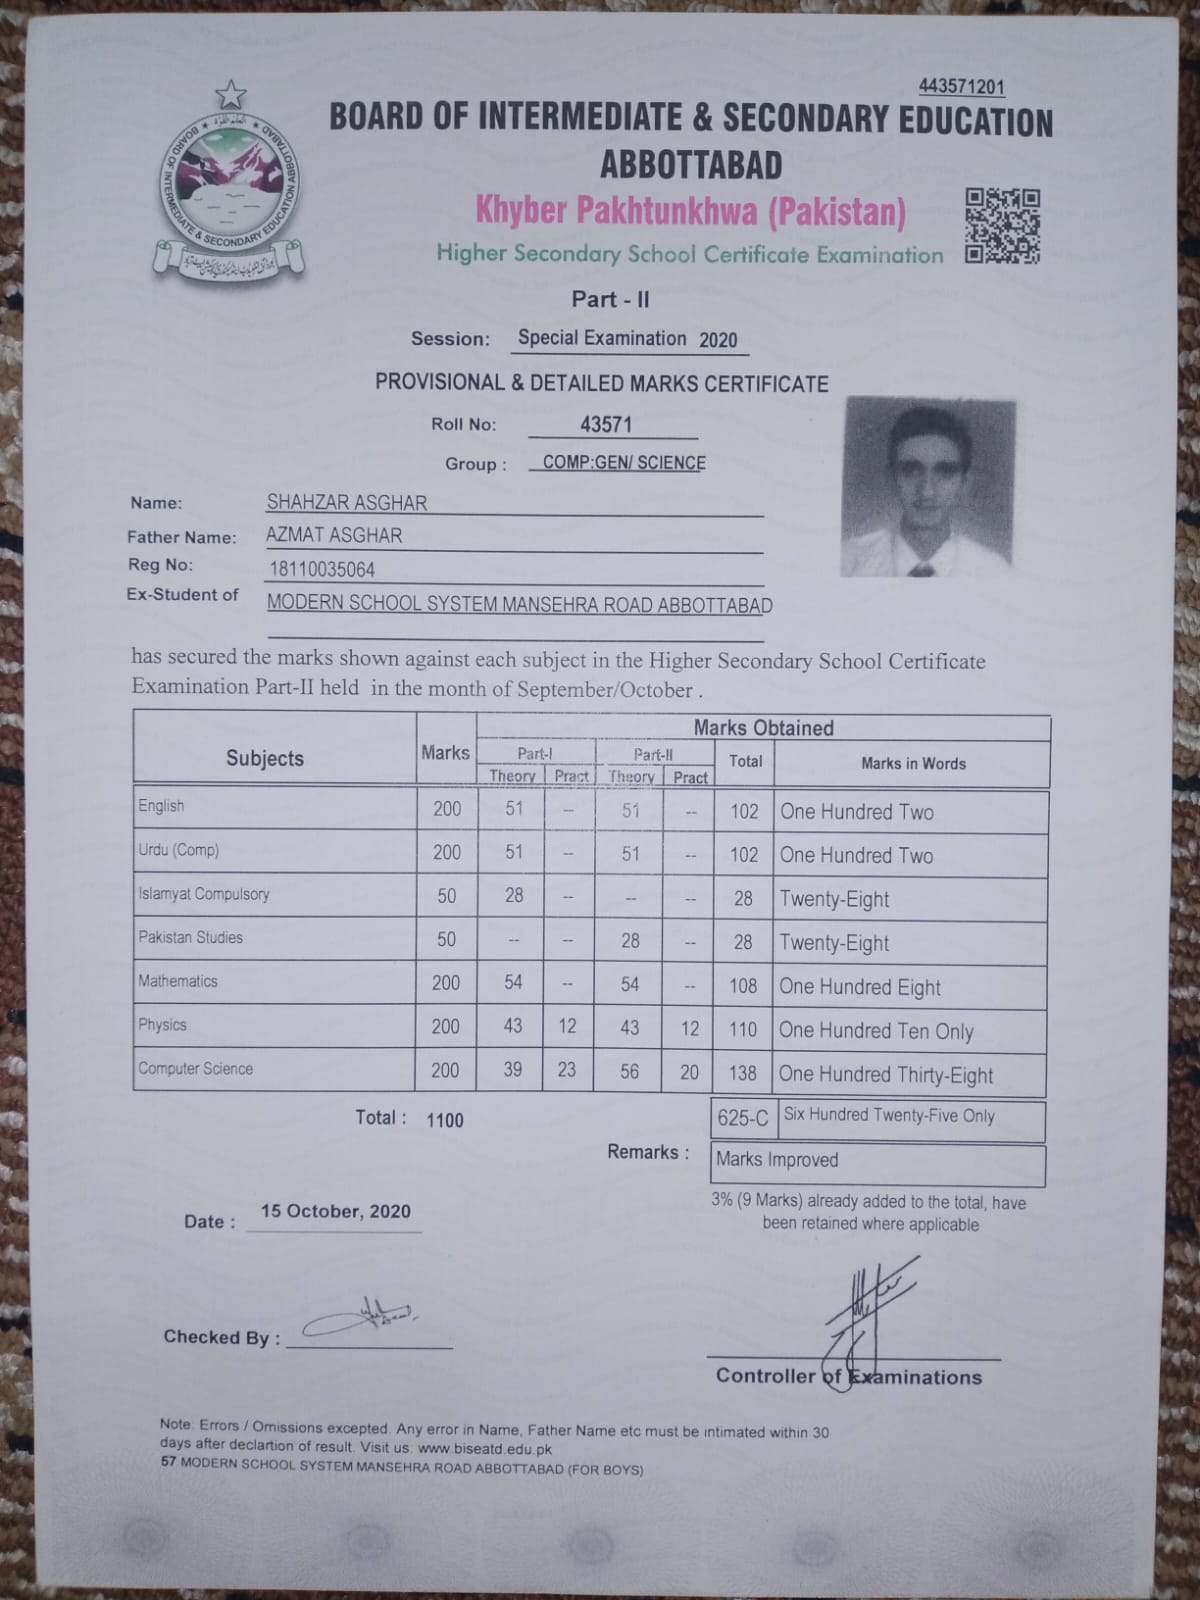 443571201
BOARD OF INTERMEDIATE & SECONDARY EDUCATION
ABBOTTABAD
BOARD OF INTERMEDIATE & SECONDARY EDUCATION ABBOTTABAD
Khyber Pakhtunkhwa (Pakistan)
Higher Secondary School Certificate Examination
Part - II
Session: Special Examination 2020
PROVISIONAL & DETAILED MARKS CERTIFICATE
Roll No: 43571
Group : COMP:GEN/ SCIENCE
Name: SHAHZAR ASGHAR
Father Name: AZMAT ASGHAR
Reg No: 18110035064
Ex-Student of MODERN SCHOOL SYSTEM MANSEHRA ROAD ABBOTTABAD
has secured the marks shown against each subject in the Higher Secondary School Certificate
Examination Part-II held in the month of September/October .
Subjects Marks Marks Obtained
Part-I Part-II Total Marks in Words
Theory Pract Theory Pract
English 200 51 -- 51 -- 102 One Hundred Two
Urdu (Comp) 200 51 -- 51 -- 102 One Hundred Two
Islamyat Compulsory 50 28 -- -- -- 28 Twenty-Eight
Pakistan Studies 50 -- -- 28 -- 28 Twenty-Eight
Mathematics 200 54 -- 54 -- 108 One Hundred Eight
Physics 200 43 12 43 12 110 One Hundred Ten Only
Computer Science 200 39 23 56 20 138 One Hundred Thirty-Eight
Total : 1100 625-C Six Hundred Twenty-Five Only
Remarks : Marks Improved
3% (9 Marks) already added to the total, have
been retained where applicable
Date : 15 October, 2020
Checked By :
Controller of Examinations
Note: Errors / Omissions excepted. Any error in Name, Father Name etc must be intimated within 30
days after declartion of result. Visit us: www.biseatd.edu.pk
57 MODERN SCHOOL SYSTEM MANSEHRA ROAD ABBOTTABAD (FOR BOYS)